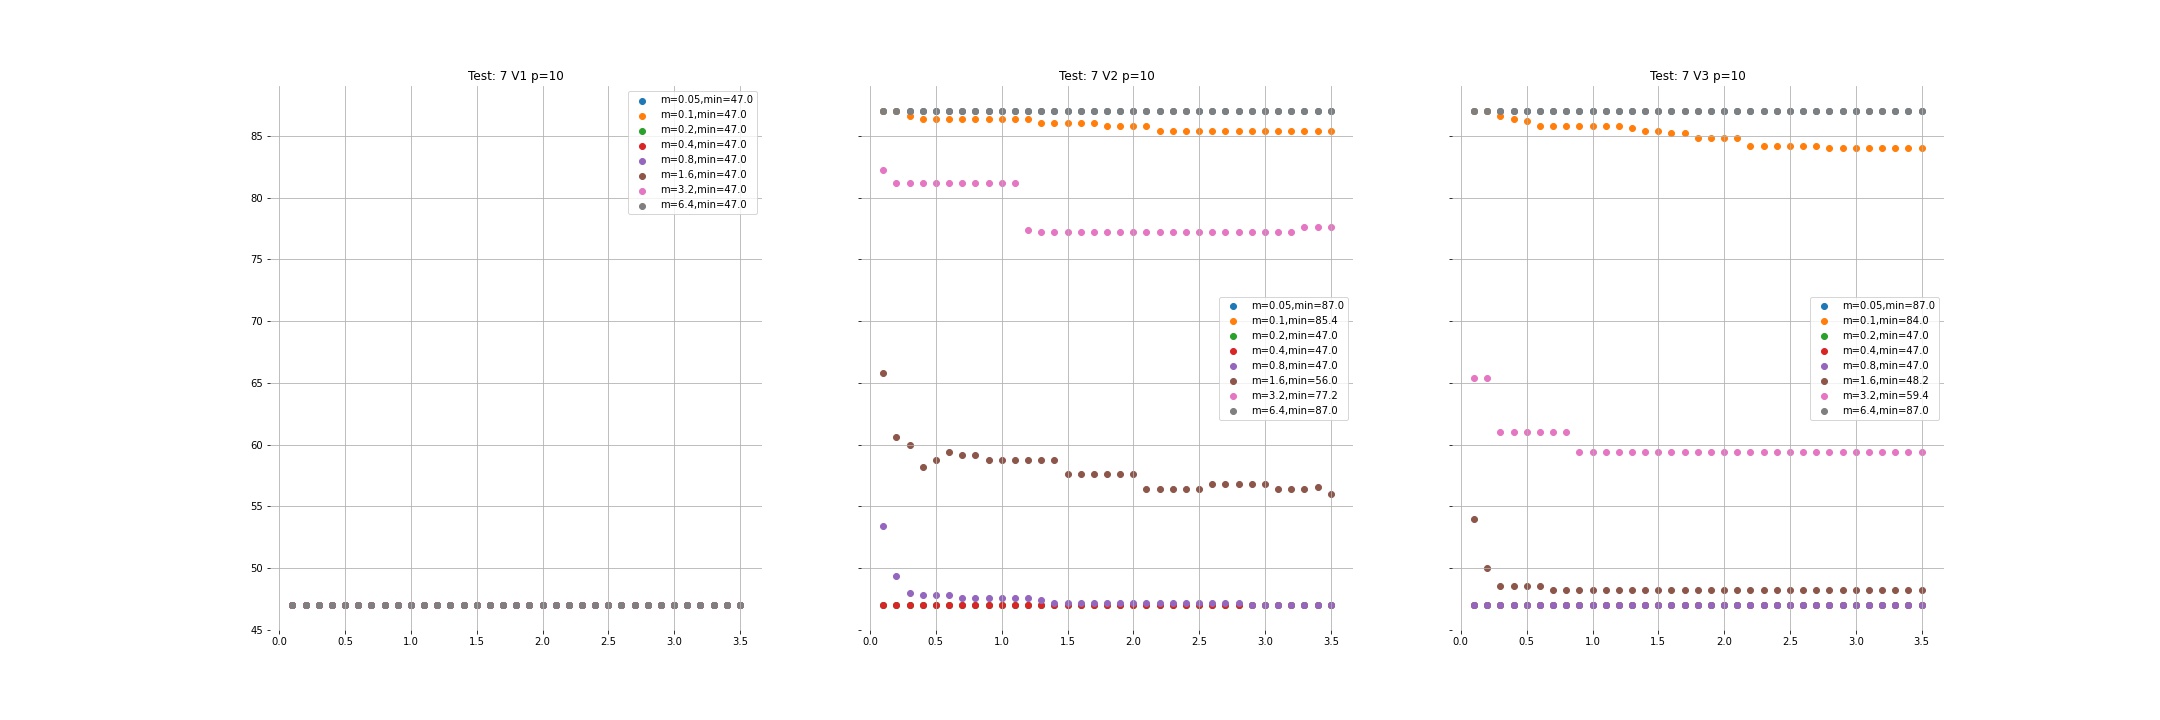 Test: 7 V1 p=10
85
80
75
70
65
60
55
50
45
0.0 0.5 1.0 1.5 2.0 2.5 3.0 3.5
m=0.05,min=47.0
m=0.1,min=47.0
m=0.2,min=47.0
m=0.4,min=47.0
m=0.8,min=47.0
m=1.6,min=47.0
m=3.2,min=47.0
m=6.4,min=47.0
Test: 7 V2 p=10
m=0.05,min=87.0
m=0.1,min=85.4
m=0.2,min=47.0
m=0.4,min=47.0
m=0.8,min=47.0
m=1.6,min=56.0
m=3.2,min=77.2
m=6.4,min=87.0
0.0 0.5 1.0 1.5 2.0 2.5 3.0 3.5
Test: 7 V3 p=10
m=0.05,min=87.0
m=0.1,min=84.0
m=0.2,min=47.0
m=0.4,min=47.0
m=0.8,min=47.0
m=1.6,min=48.2
m=3.2,min=59.4
m=6.4,min=87.0
0.0 0.5 1.0 1.5 2.0 2.5 3.0 3.5